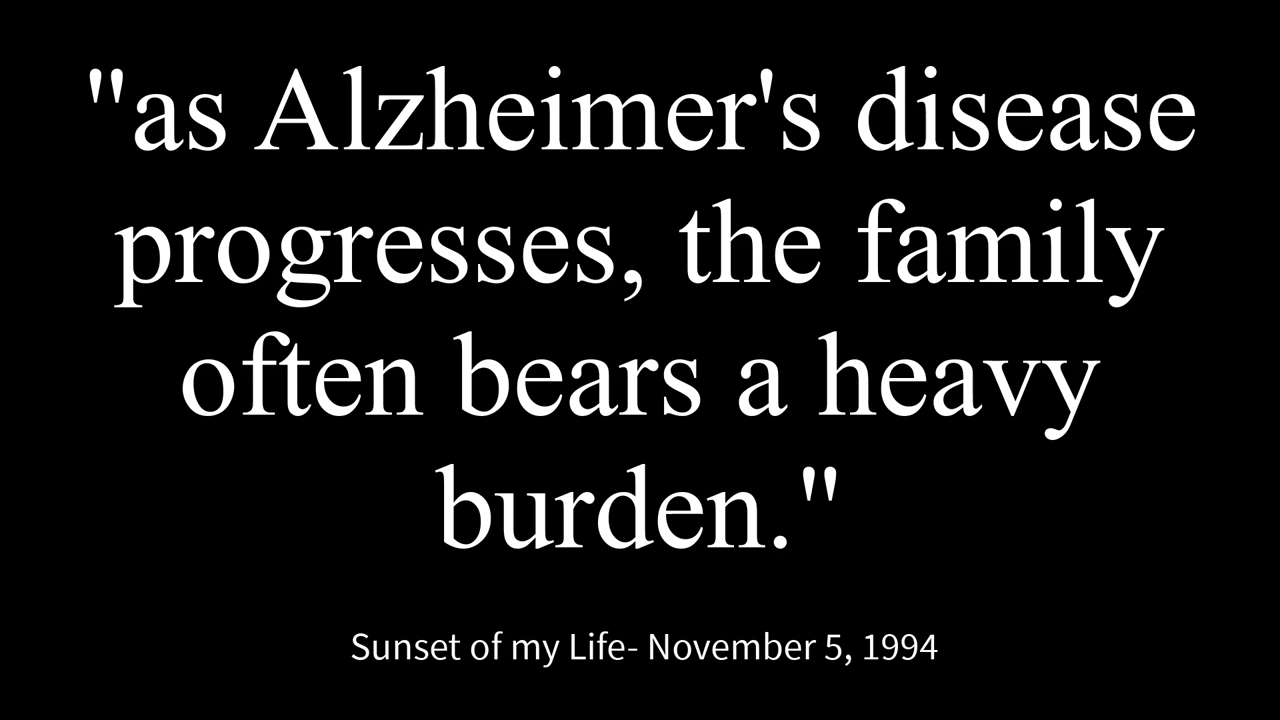 "as Alzheimer's disease
progresses, the family
often bears a heavy
burden."
Sunset of my Life- November 5, 1994